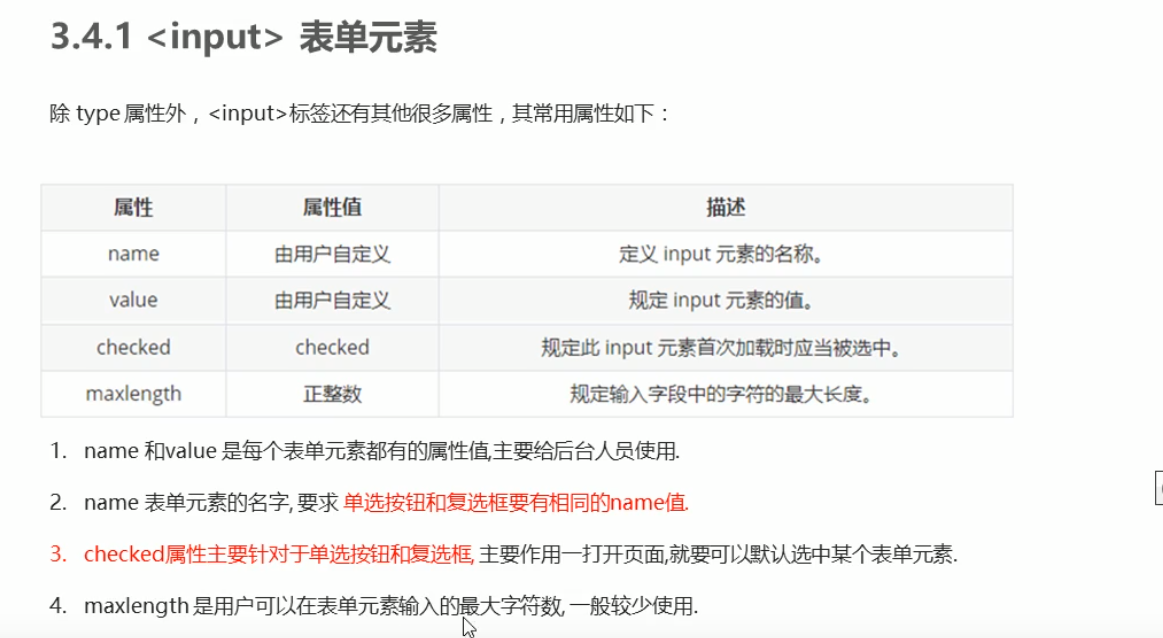 3.4.1 <input> 表单元素
除 type 属性外，<input>标签还有其他很多属性，其常用属性如下：
属性 属性值 描述
name 由用户自定义 定义 input 元素的名称。
value 由用户自定义 规定 input 元素的值。
checked checked 规定此 input 元素首次加载时应当被选中。
maxlength 正整数 规定输入字段中的字符的最大长度。
1. name 和value 是每个表单元素都有的属性值,主要给后台人员使用.
2. name 表单元素的名字, 要求 单选按钮和复选框要有相同的name值.
3. checked属性主要针对于单选按钮和复选框, 主要作用一打开页面,就要可以默认选中某个表单元素.
4. maxlength 是用户可以在表单元素输入的最大字符数, 一般较少使用.